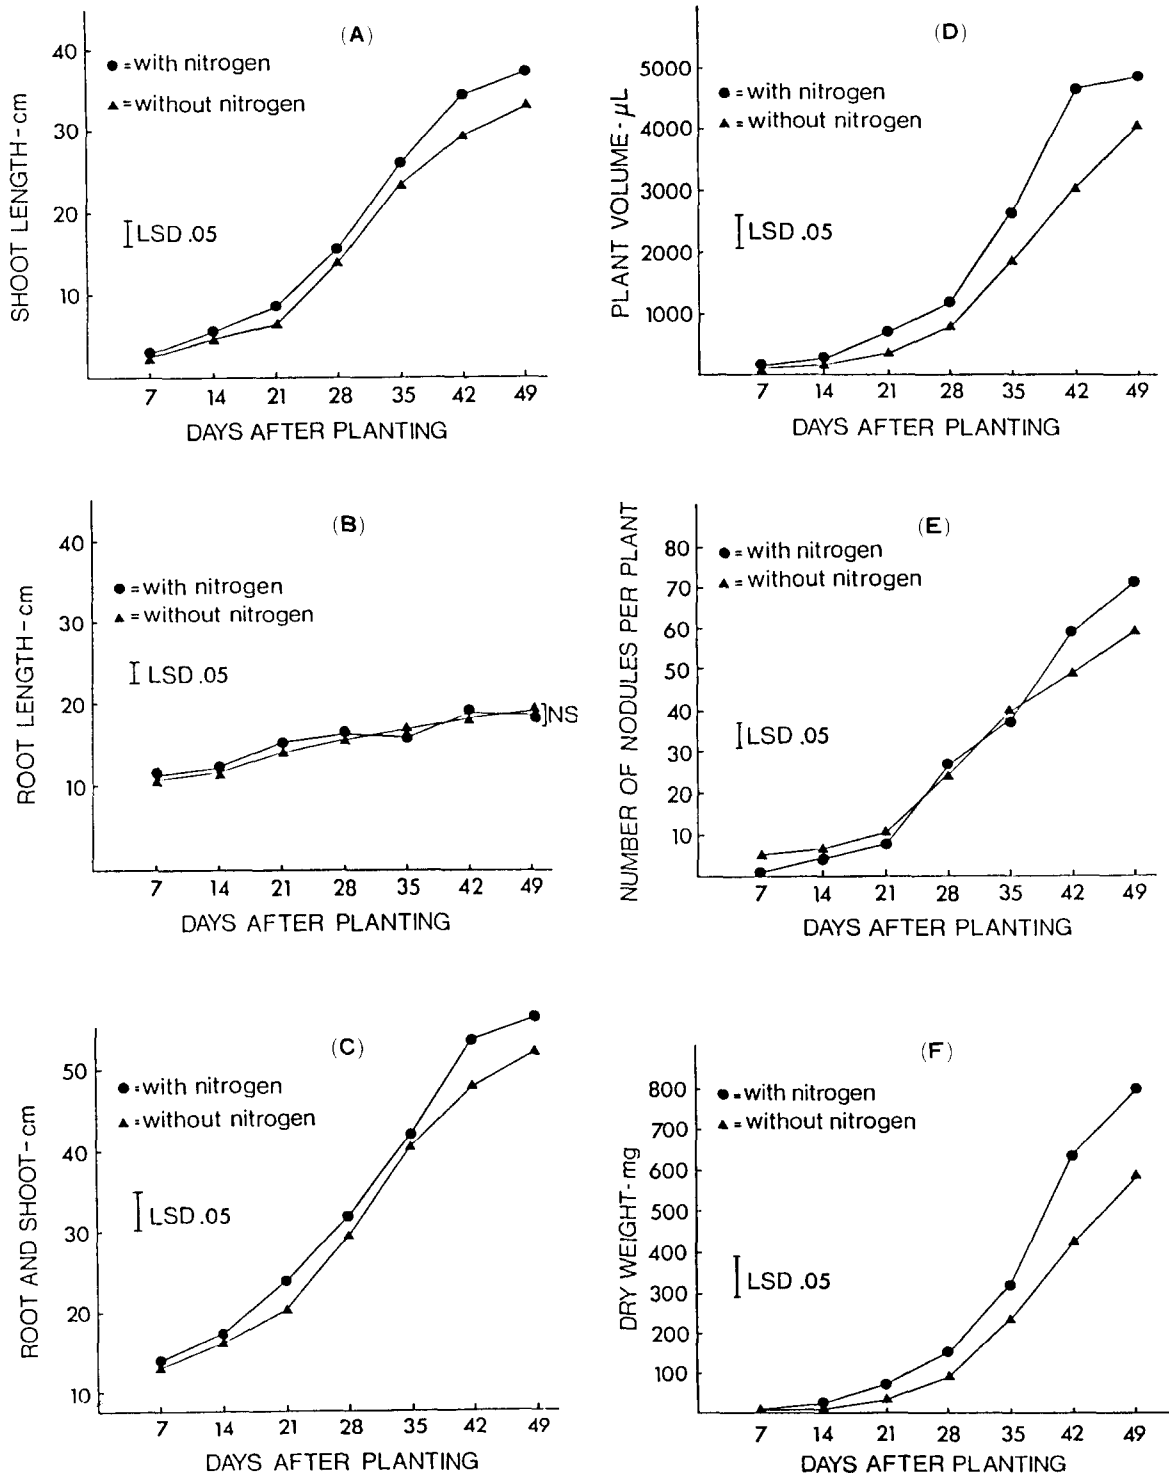 (A)
● = with nitrogen
▲ = without nitrogen
SHOOT LENGTH - cm
40
30
20
10
LSD .05
7 14 21 28 35 42 49
DAYS AFTER PLANTING
(D)
● = with nitrogen
▲ = without nitrogen
PLANT VOLUME - μL
5000
4000
3000
2000
1000
LSD .05
7 14 21 28 35 42 49
DAYS AFTER PLANTING
(B)
● = with nitrogen
▲ = without nitrogen
ROOT LENGTH - cm
40
30
20
10
LSD .05
]NS
7 14 21 28 35 42 49
DAYS AFTER PLANTING
(E)
● = with nitrogen
▲ = without nitrogen
NUMBER OF NODULES PER PLANT
80
70
60
50
40
30
20
10
LSD .05
7 14 21 28 35 42 49
DAYS AFTER PLANTING
(C)
● = with nitrogen
▲ = without nitrogen
ROOT AND SHOOT - cm
50
40
30
20
10
LSD .05
7 14 21 28 35 42 49
DAYS AFTER PLANTING
(F)
● = with nitrogen
▲ = without nitrogen
DRY WEIGHT - mg
800
700
600
500
400
300
200
100
LSD .05
7 14 21 28 35 42 49
DAYS AFTER PLANTING